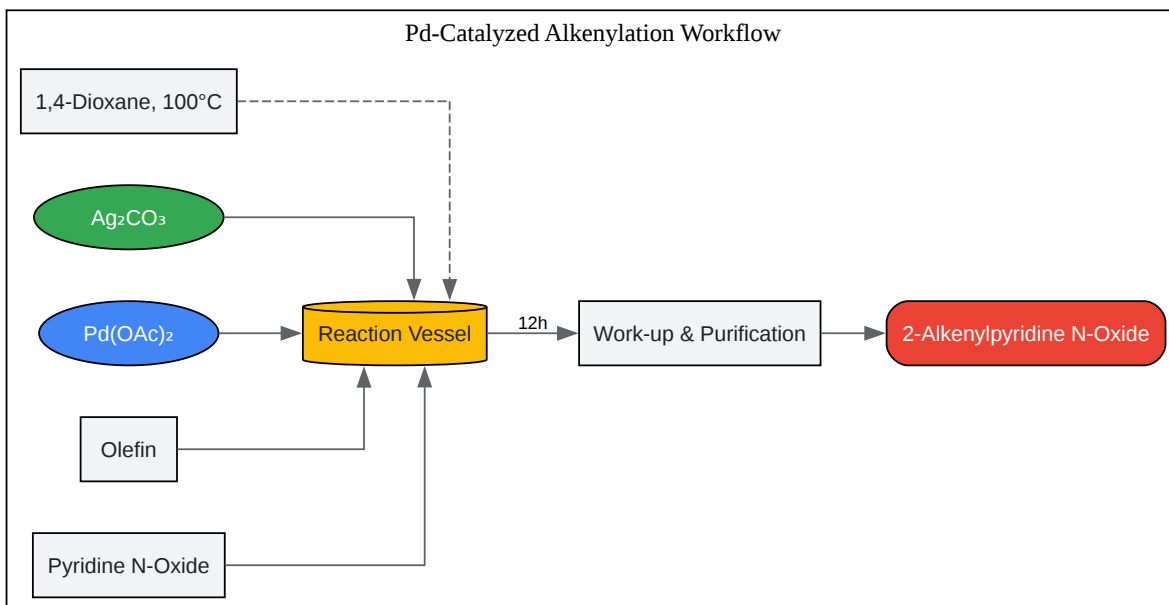 Pd-Catalyzed Alkenylation Workflow
1,4-Dioxane, 100°C
Ag₂CO₃
Pd(OAc)₂
Reaction Vessel
12h
Work-up & Purification
2-Alkenylpyridine N-Oxide
Olefin
Pyridine N-Oxide